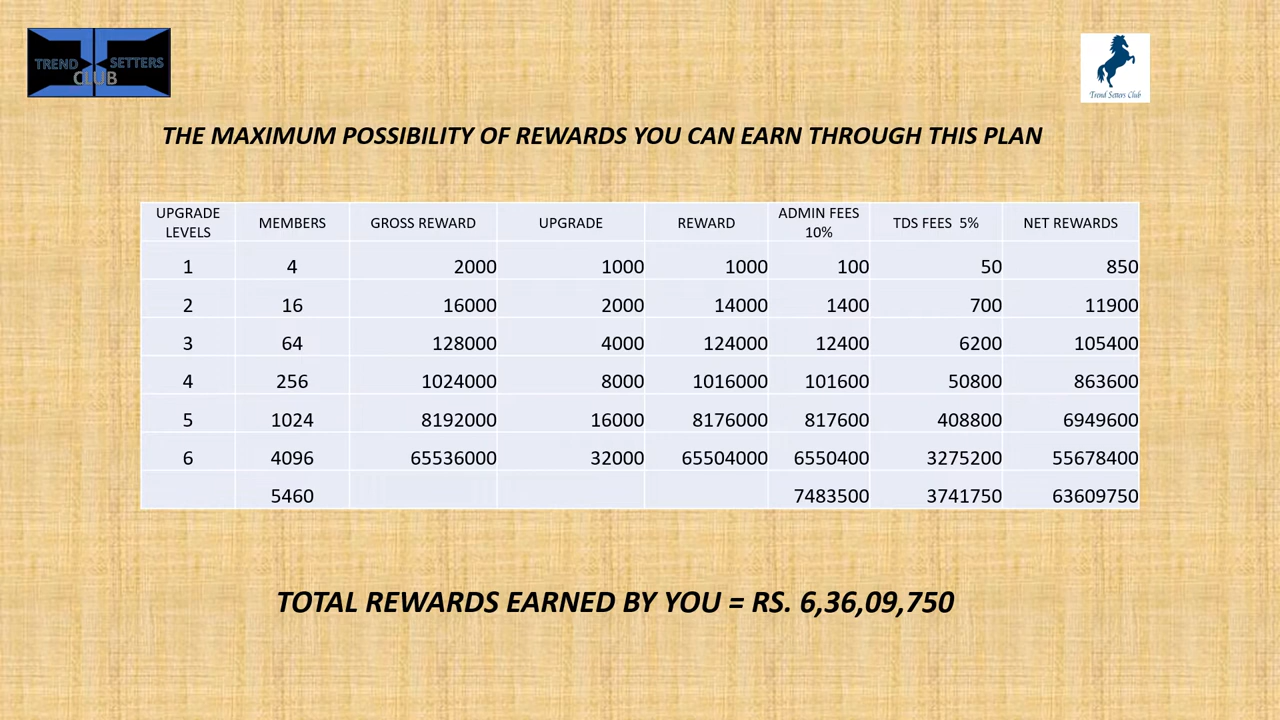 TREND SETTERS
CLUB
Trend Setters Club
THE MAXIMUM POSSIBILITY OF REWARDS YOU CAN EARN THROUGH THIS PLAN
UPGRADE LEVELS MEMBERS GROSS REWARD UPGRADE REWARD ADMIN FEES 10% TDS FEES 5% NET REWARDS
1 4 2000 1000 1000 100 50 850
2 16 16000 2000 14000 1400 700 11900
3 64 128000 4000 124000 12400 6200 105400
4 256 1024000 8000 1016000 101600 50800 863600
5 1024 8192000 16000 8176000 817600 408800 6949600
6 4096 65536000 32000 65504000 6550400 3275200 55678400
5460 7483500 3741750 63609750
TOTAL REWARDS EARNED BY YOU = RS. 6,36,09,750